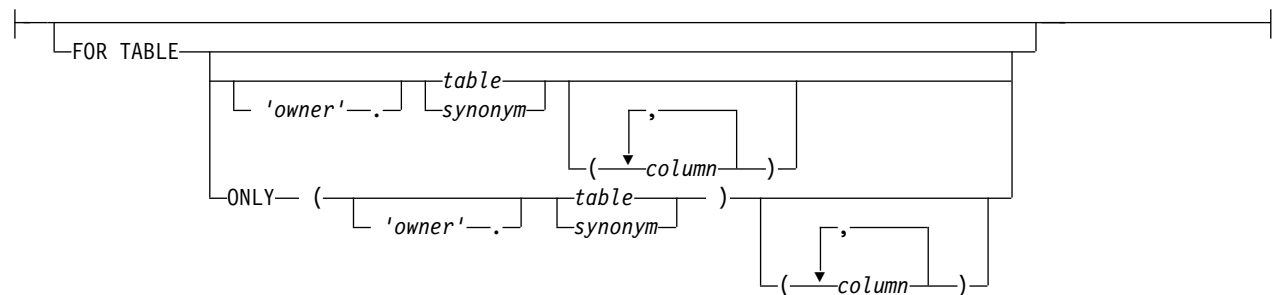 FOR TABLE
table
'owner' . synonym ,
( column )
ONLY ( table )
'owner' . synonym ,
( column )